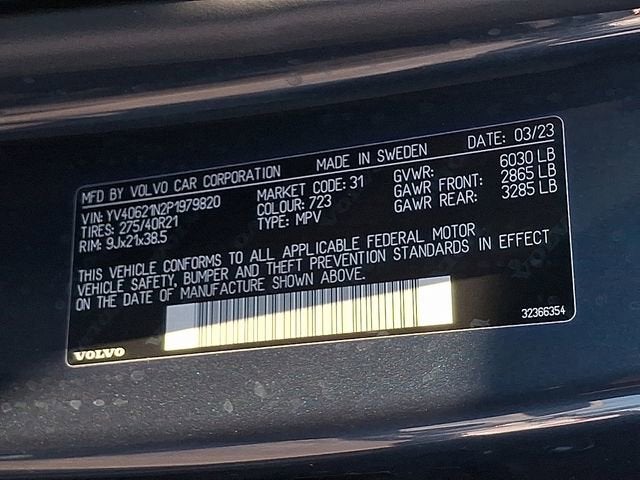 MFD BY VOLVO CAR CORPORATION MADE IN SWEDEN DATE: 03/23
VIN: YV40621N2P1979820 MARKET CODE: 31 GVWR: 6030 LB
TIRES: 275/40R21 COLOUR: 723 GAWR FRONT: 2865 LB
RIM: 9Jx21x38.5 TYPE: MPV GAWR REAR: 3285 LB
THIS VEHICLE CONFORMS TO ALL APPLICABLE FEDERAL MOTOR
VEHICLE SAFETY, BUMPER AND THEFT PREVENTION STANDARDS IN EFFECT
ON THE DATE OF MANUFACTURE SHOWN ABOVE.
32366354
VOLVO